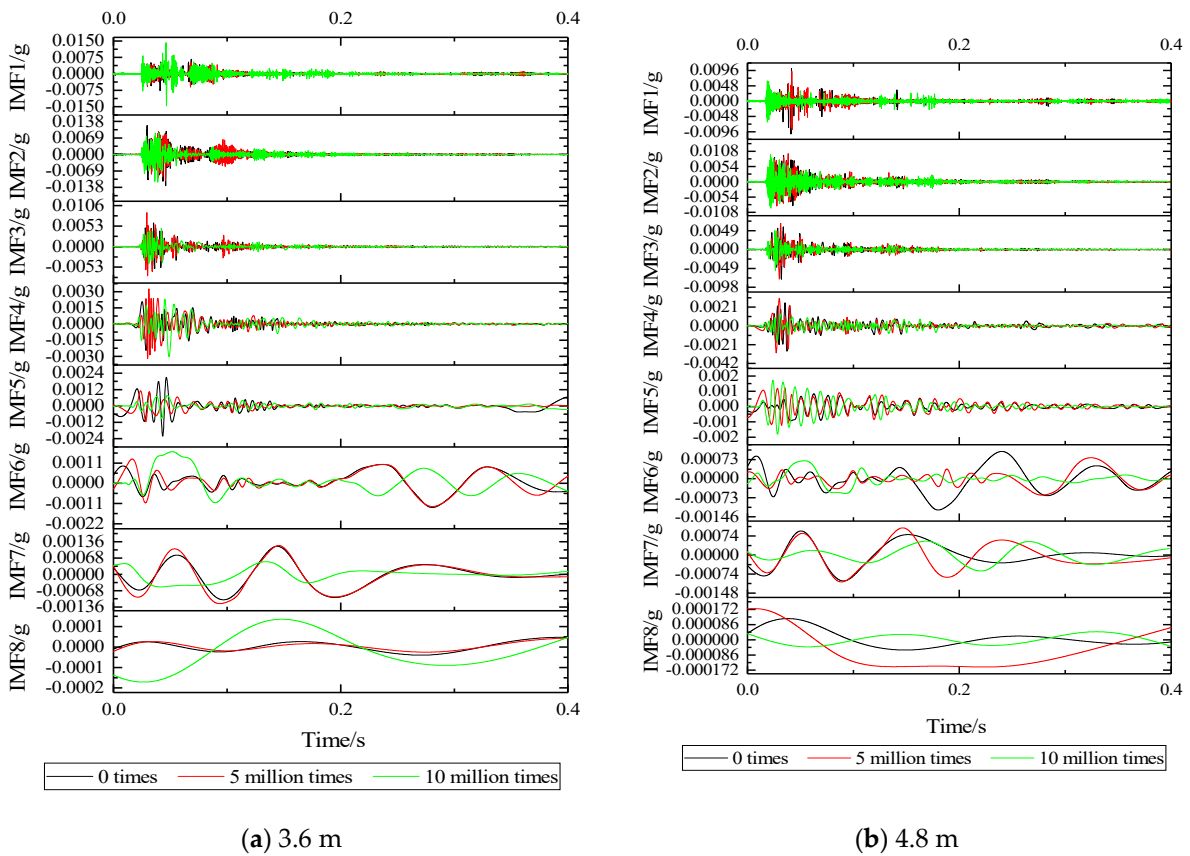 0.0 0.2 0.4
IMF1/g
0.0150
0.0075
0.0000
-0.0075
-0.0150
IMF2/g
0.0138
0.0069
0.0000
-0.0069
-0.0138
IMF3/g
0.0106
0.0053
0.0000
-0.0053
IMF4/g
0.0030
0.0015
0.0000
-0.0015
-0.0030
IMF5/g
0.0024
0.0012
0.0000
-0.0012
-0.0024
IMF6/g
0.0011
0.0000
-0.0011
-0.0022
IMF7/g
0.00136
0.00068
0.00000
-0.00068
-0.00136
IMF8/g
0.0001
0.0000
-0.0001
-0.0002
0.0 0.2 0.4
Time/s
0 times 5 million times 10 million times
(a) 3.6 m
0.0 0.2 0.4
IMF1/g
0.0096
0.0048
0.0000
-0.0048
-0.0096
IMF2/g
0.0108
0.0054
0.0000
-0.0054
-0.0108
IMF3/g
0.0049
0.0000
-0.0049
-0.0098
IMF4/g
0.0021
0.0000
-0.0021
-0.0042
IMF5/g
0.002
0.001
0.000
-0.001
-0.002
IMF6/g
0.00073
0.00000
-0.00073
-0.00146
IMF7/g
0.00074
0.00000
-0.00074
-0.00148
IMF8/g
0.000172
0.000086
0.000000
-0.000086
-0.000172
0.0 0.2 0.4
Time/s
0 times 5 million times 10 million times
(b) 4.8 m